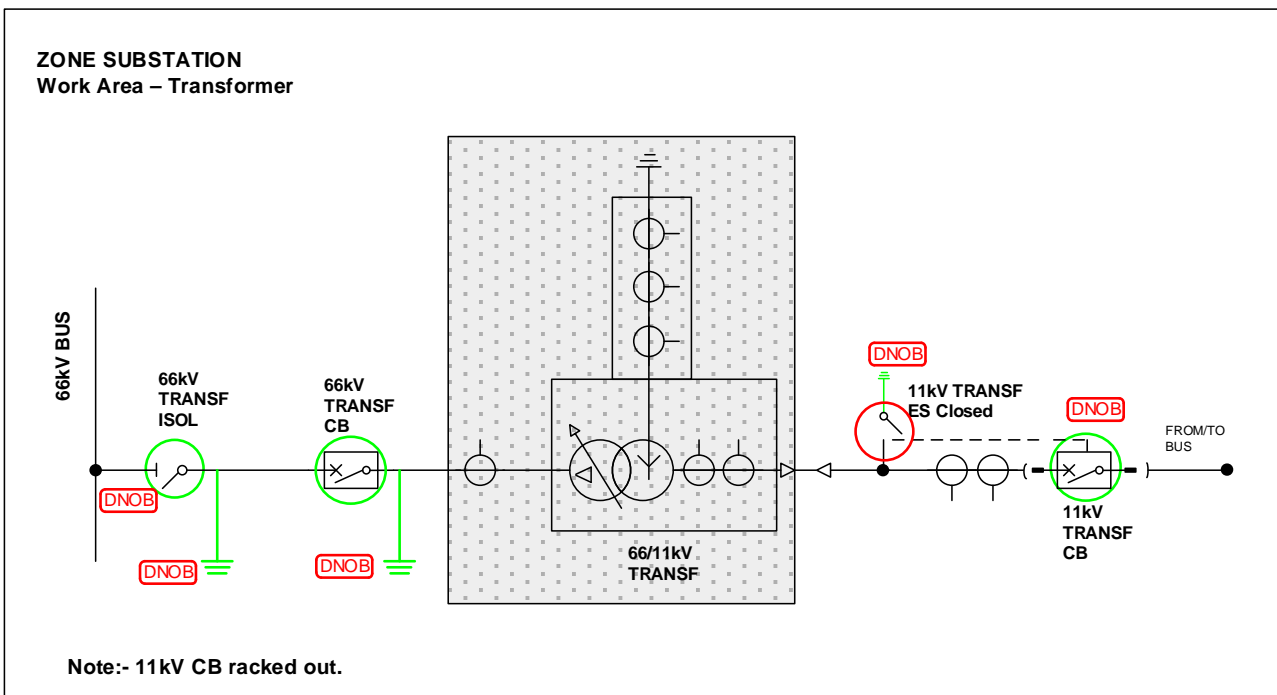 ZONE SUBSTATION
Work Area – Transformer
66kV BUS
66kV
TRANSF
ISOL
DNOB
DNOB
66kV
TRANSF
CB
DNOB
66/11kV
TRANSF
DNOB
11kV TRANSF
ES Closed
DNOB
11kV
TRANSF
CB
FROM/TO
BUS
Note:- 11kV CB racked out.